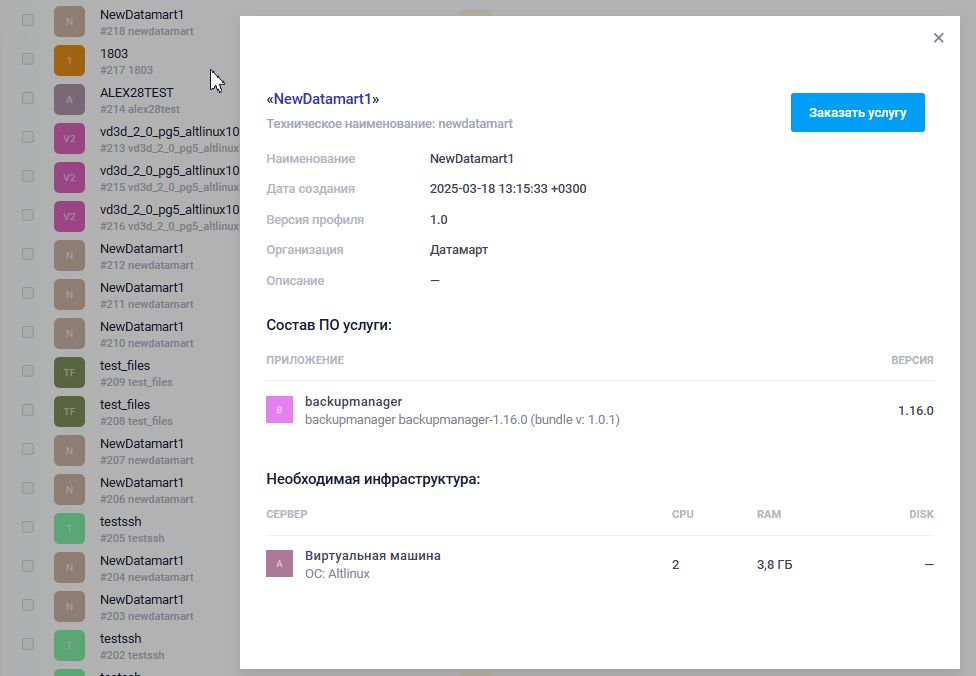 N
NewDatamart1
#218 newdatamart
1
1803
#217 1803
A
ALEX28TEST
#214 alex28test
V2
vd3d_2_0_pg5_altlinux10
#213 vd3d_2_0_pg5_altlinux
V2
vd3d_2_0_pg5_altlinux10
#215 vd3d_2_0_pg5_altlinux
V2
vd3d_2_0_pg5_altlinux10
#216 vd3d_2_0_pg5_altlinux
N
NewDatamart1
#212 newdatamart
N
NewDatamart1
#211 newdatamart
N
NewDatamart1
#210 newdatamart
TF
test_files
#209 test_files
TF
test_files
#208 test_files
N
NewDatamart1
#207 newdatamart
N
NewDatamart1
#206 newdatamart
T
testssh
#205 testssh
N
NewDatamart1
#204 newdatamart
N
NewDatamart1
#203 newdatamart
T
testssh
#202 testssh
«NewDatamart1»
Техническое наименование: newdatamart
Заказать услугу
Наименование NewDatamart1
Дата создания 2025-03-18 13:15:33 +0300
Версия профиля 1.0
Организация Датамарт
Описание —
Состав ПО услуги:
ПРИЛОЖЕНИЕ ВЕРСИЯ
B
backupmanager
backupmanager backupmanager-1.16.0 (bundle v: 1.0.1)
1.16.0
Необходимая инфраструктура:
СЕРВЕР CPU RAM DISK
A
Виртуальная машина
ОС: Altlinux
2 3,8 ГБ —